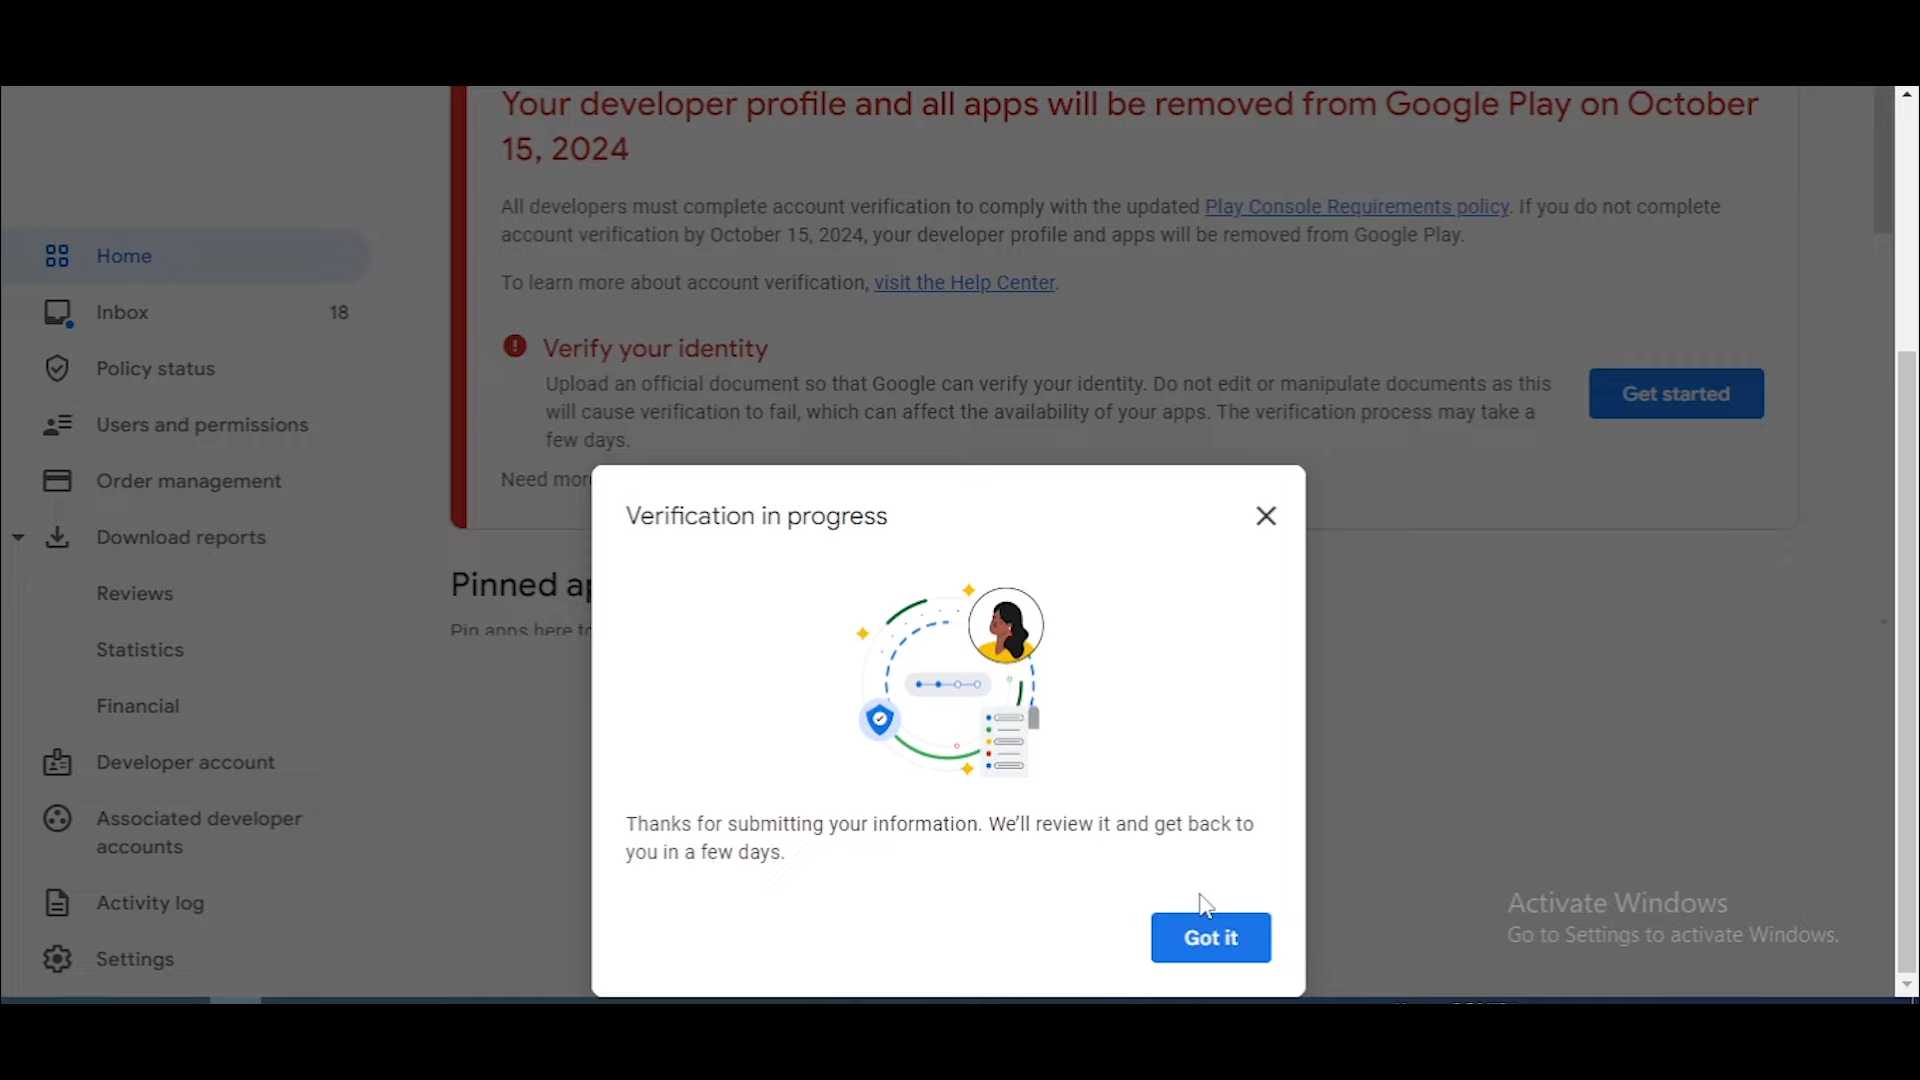 Your developer profile and all apps will be removed from Google Play on October
15, 2024
All developers must complete account verification to comply with the updated Play Console Requirements policy. If you do not complete
account verification by October 15, 2024, your developer profile and apps will be removed from Google Play.
To learn more about account verification, visit the Help Center.
Verify your identity
Upload an official document so that Google can verify your identity. Do not edit or manipulate documents as this
will cause verification to fail, which can affect the availability of your apps. The verification process may take a
few days.
Get started
Need
Pinned
Pin apps here
Home
Inbox 18
Policy status
Users and permissions
Order management
Download reports
Reviews
Statistics
Financial
Developer account
Associated developer
accounts
Activity log
Settings
Verification in progress
Thanks for submitting your information. We'll review it and get back to
you in a few days.
Got it
Activate Windows
Go to Settings to activate Windows.